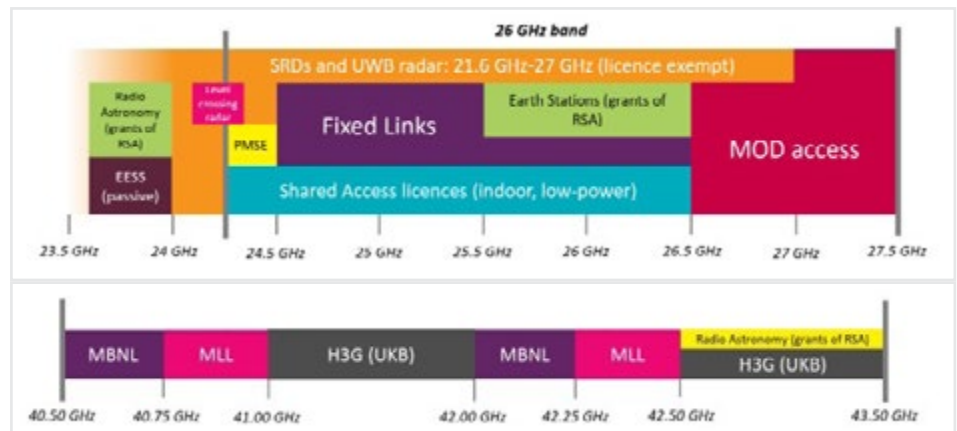 26 GHz band
SRDs and UWB radar: 21.6 GHz-27 GHz (licence exempt)
Radio
Astronomy
(grants of
RSA)
Level
crossing
radar
Fixed Links
Earth Stations (grants of
RSA)
MOD access
PMSE
EESS
(passive)
Shared Access licences (indoor, low-power)
23.5 GHz
24 GHz
24.5 GHz
25 GHz
25.5 GHz
26 GHz
26.5 GHz
27 GHz
27.5 GHz
MBNL
MLL
H3G (UKB)
MBNL
MLL
Radio Astronomy (grants of RSA)
H3G (UKB)
40.50 GHz
40.75 GHz
41.00 GHz
42.00 GHz
42.25 GHz
42.50 GHz
43.50 GHz